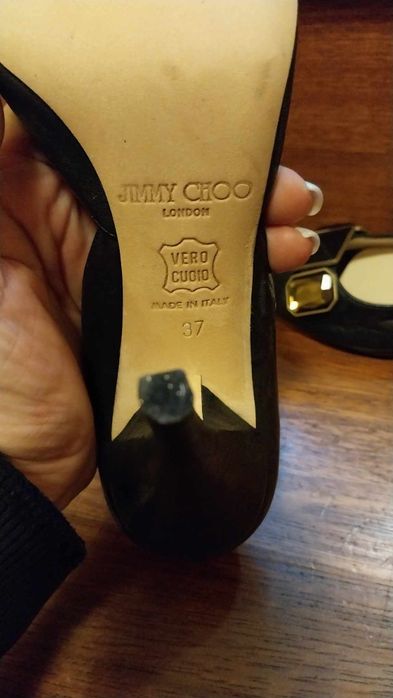 JIMMY CHOO
LONDON
VERO
CUOIO
MADE IN ITALY
37